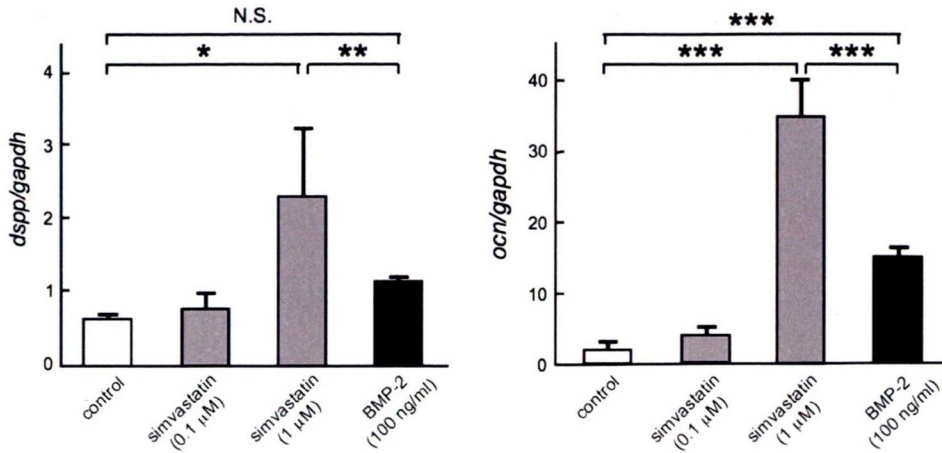 N.S.
*
**
4
3
2
1
0
dspp/gapdh
control
simvastatin
(0.1 μM)
simvastatin
(1 μM)
BMP-2
(100 ng/ml)
***
***
***
40
30
20
10
0
ocn/gapdh
control
simvastatin
(0.1 μM)
simvastatin
(1 μM)
BMP-2
(100 ng/ml)